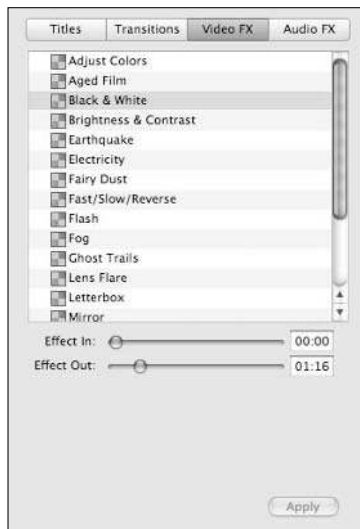 Titles Transitions Video FX Audio FX
Adjust Colors
Aged Film
Black & White
Brightness & Contrast
Earthquake
Electricity
Fairy Dust
Fast/Slow/Reverse
Flash
Fog
Ghost Trails
Lens Flare
Letterbox
Mirror
Effect In: 00:00
Effect Out: 01:16
Apply